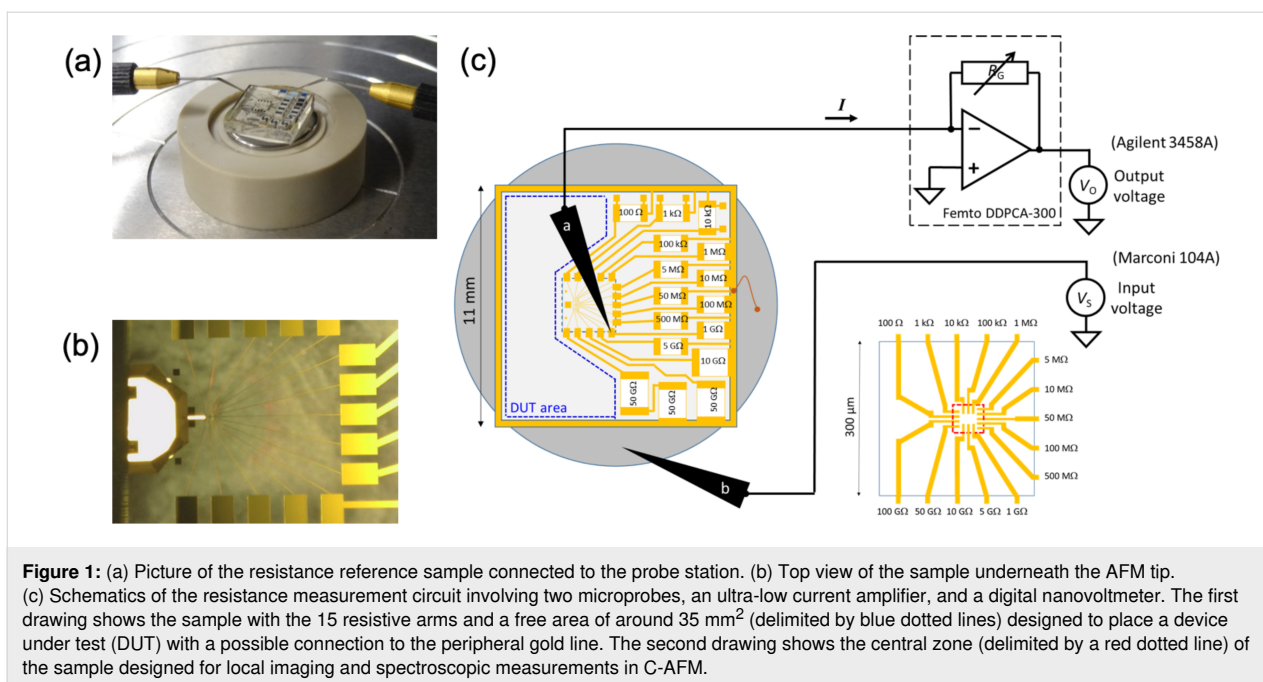 (a)
(b)
(c)
I
R_G
−
+
Femto DDPCA-300
(Agilent 3458A)
V_O
Output
voltage
(Marconi 104A)
V_S
Input
voltage
a
b
11 mm
DUT area
100 Ω
1 kΩ
10 kΩ
100 kΩ
1 MΩ
5 MΩ
10 MΩ
50 MΩ
100 MΩ
500 MΩ
1 GΩ
5 GΩ
10 GΩ
50 GΩ
50 GΩ
50 GΩ
100 Ω 1 kΩ 10 kΩ 100 kΩ 1 MΩ
5 MΩ
10 MΩ
50 MΩ
100 MΩ
500 MΩ
300 µm
100 GΩ 50 GΩ 10 GΩ 5 GΩ 1 GΩ
Figure 1: (a) Picture of the resistance reference sample connected to the probe station. (b) Top view of the sample underneath the AFM tip.
(c) Schematics of the resistance measurement circuit involving two microprobes, an ultra-low current amplifier, and a digital nanovoltmeter. The first
drawing shows the sample with the 15 resistive arms and a free area of around 35 mm² (delimited by blue dotted lines) designed to place a device
under test (DUT) with a possible connection to the peripheral gold line. The second drawing shows the central zone (delimited by a red dotted line) of
the sample designed for local imaging and spectroscopic measurements in C-AFM.